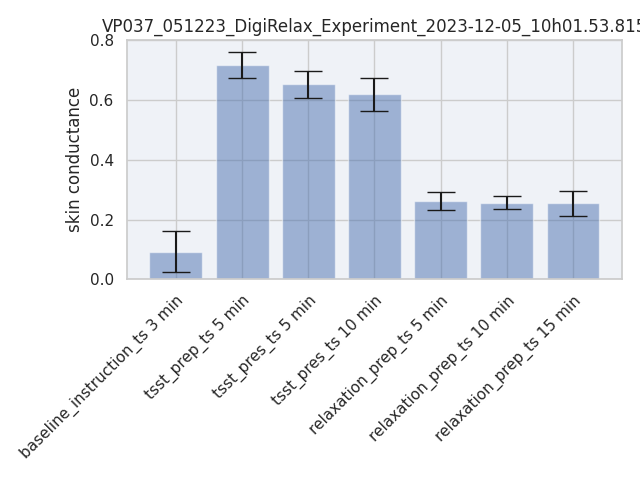 VP037_051223_DigiRelax_Experiment_2023-12-05_10h01.53.815
skin conductance
0.8
0.6
0.4
0.2
0.0
baseline_instruction_ts 3 min
tsst_prep_ts 5 min
tsst_pres_ts 5 min
tsst_pres_ts 10 min
relaxation_prep_ts 5 min
relaxation_prep_ts 10 min
relaxation_prep_ts 15 min